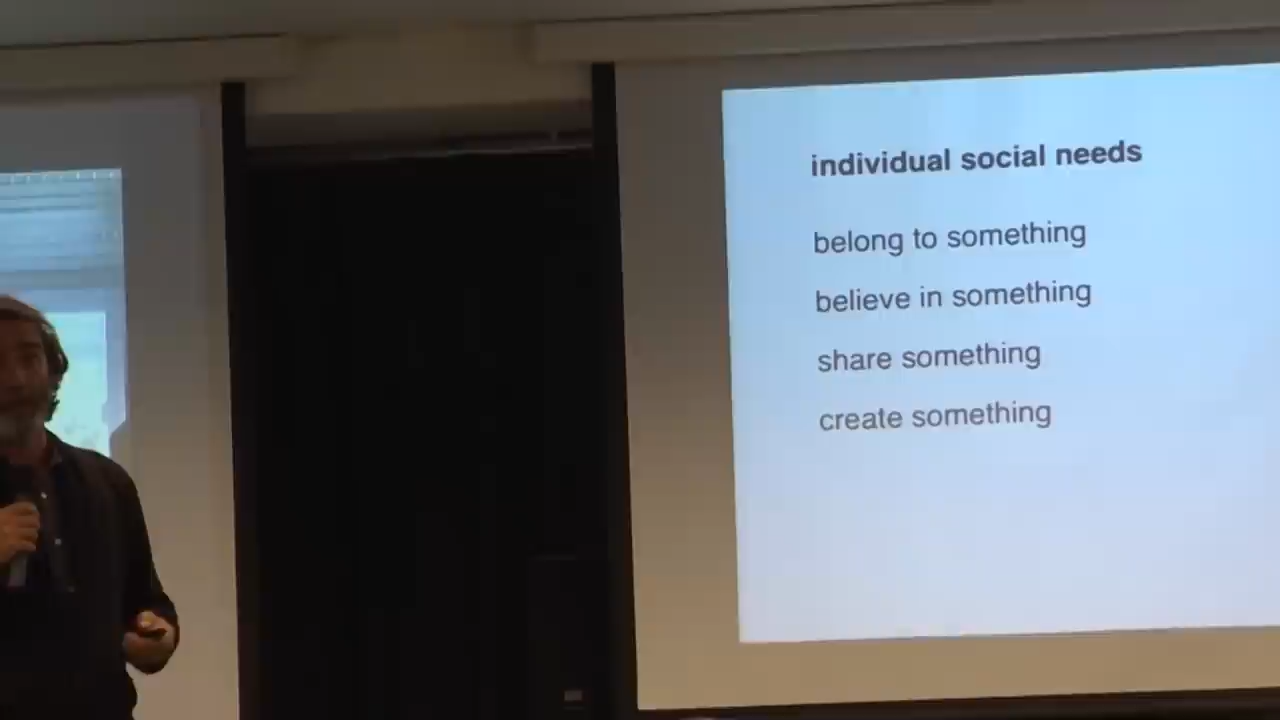 individual social needs
belong to something
believe in something
share something
create something